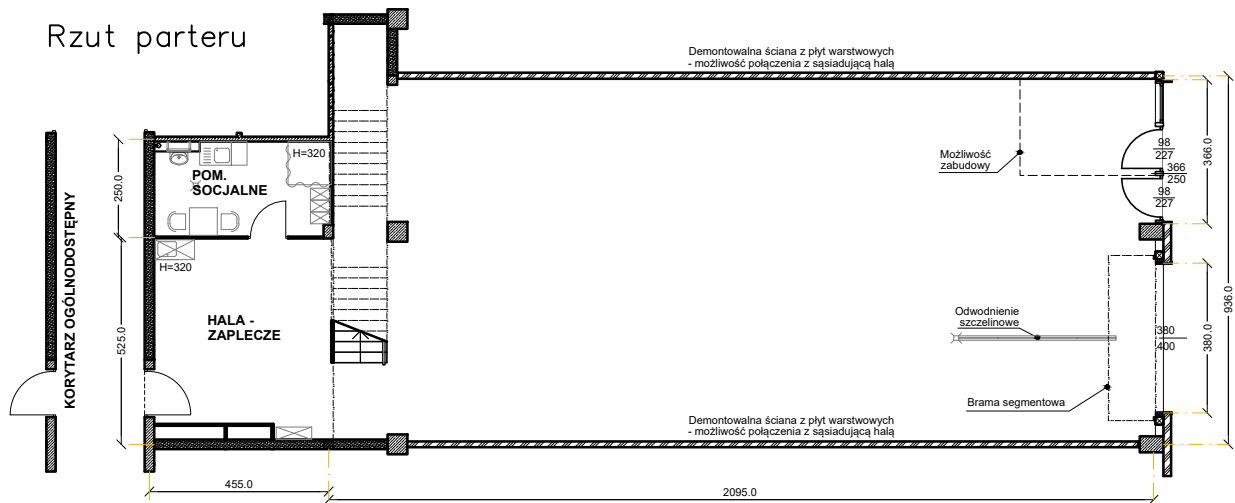 Rzut parteru
Demontowalna ściana z płyt warstwowych
- możliwość połączenia z sąsiadującą halą
H=320
POM.
SOCJALNE
Możliwość
zabudowy
98
227
366
250
98
227
366.0
936.0
250.0
KORYTARZ OGÓLNODOSTĘPNY
H=320
HALA -
ZAPLECZE
525.0
Odwodnienie
szczelinowe
380
400
380.0
Brama segmentowa
Demontowalna ściana z płyt warstwowych
- możliwość połączenia z sąsiadującą halą
455.0
2095.0